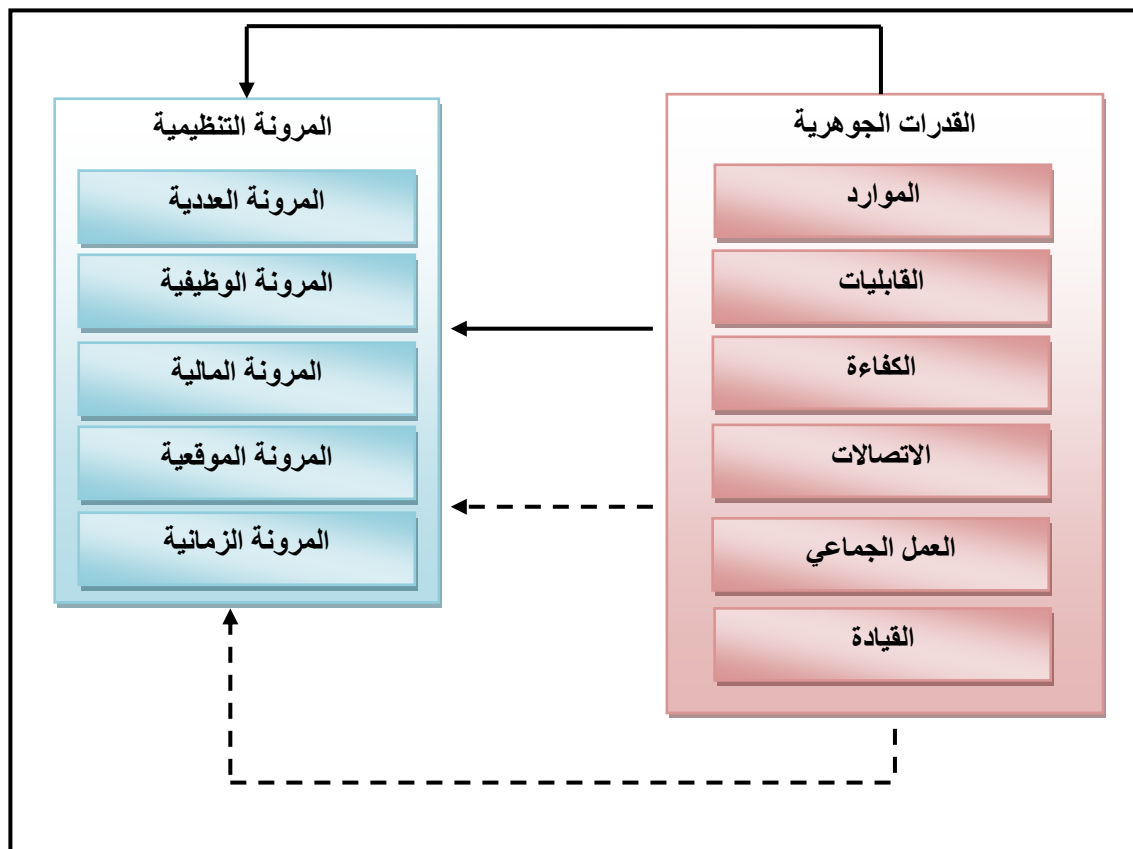 القدرات الجوهرية
الموارد
القابليات
الكفاءة
الاتصالات
العمل الجماعي
القيادة
المرونة التنظيمية
المرونة العددية
المرونة الوظيفية
المرونة المالية
المرونة الموقعية
المرونة الزمانية